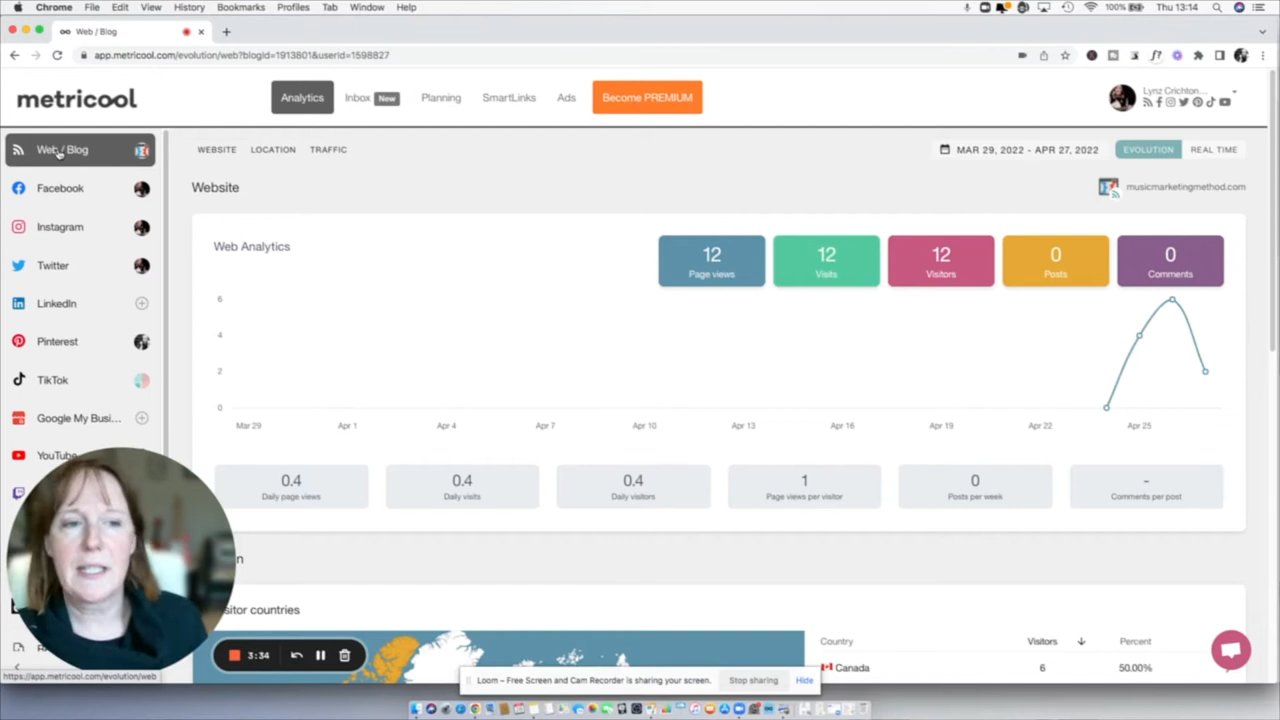 Chrome File Edit View History Bookmarks Profiles Tab Window Help 100% Thu 13:14
Web / Blog
app.metricool.com/evolution/web?blogId=1913801&userId=1598827
metricool Analytics Inbox New Planning SmartLinks Ads Become PREMIUM Lynz Crichton...
Web / Blog
Facebook
Instagram
Twitter
LinkedIn
Pinterest
TikTok
Google My Busi...
YouTube
WEBSITE LOCATION TRAFFIC MAR 29, 2022 - APR 27, 2022 EVOLUTION REAL TIME
Website musicmarketingmethod.com
Web Analytics
12 Page views
12 Visits
12 Visitors
0 Posts
0 Comments
6
4
2
0
Mar 29 Apr 1 Apr 4 Apr 7 Apr 10 Apr 13 Apr 16 Apr 19 Apr 22 Apr 25
0.4 Daily page views
0.4 Daily visits
0.4 Daily visitors
1 Page views per visitor
0 Posts per week
- Comments per post
Country Visitors Percent
Canada 6 50.00%
3:34
Loom – Free Screen and Cam Recorder is sharing your screen. Stop sharing Hide
https://app.metricool.com/evolution/web